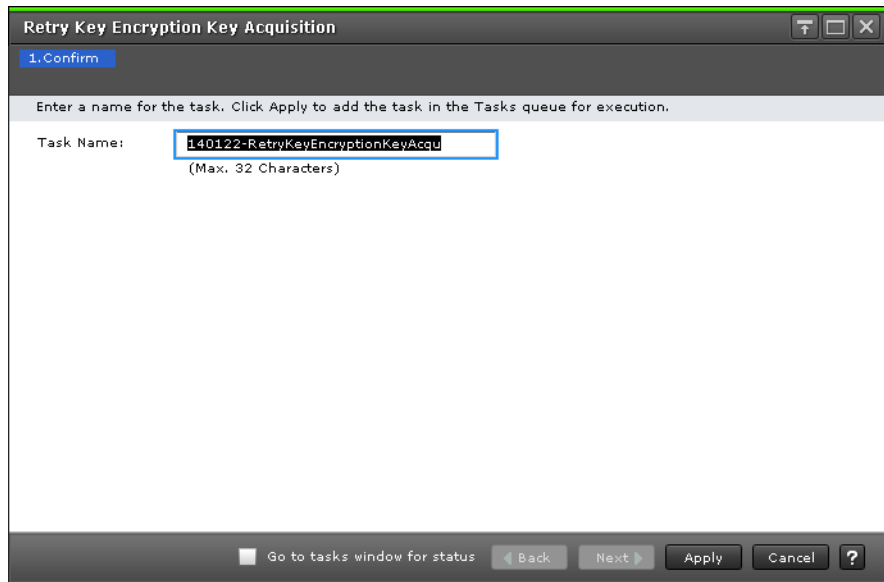 Retry Key Encryption Key Acquisition
1.Confirm
Enter a name for the task. Click Apply to add the task in the Tasks queue for execution.
Task Name: 140122-RetryKeyEncryptionKeyAcqu
(Max. 32 Characters)
Go to tasks window for status Back Next Apply Cancel ?